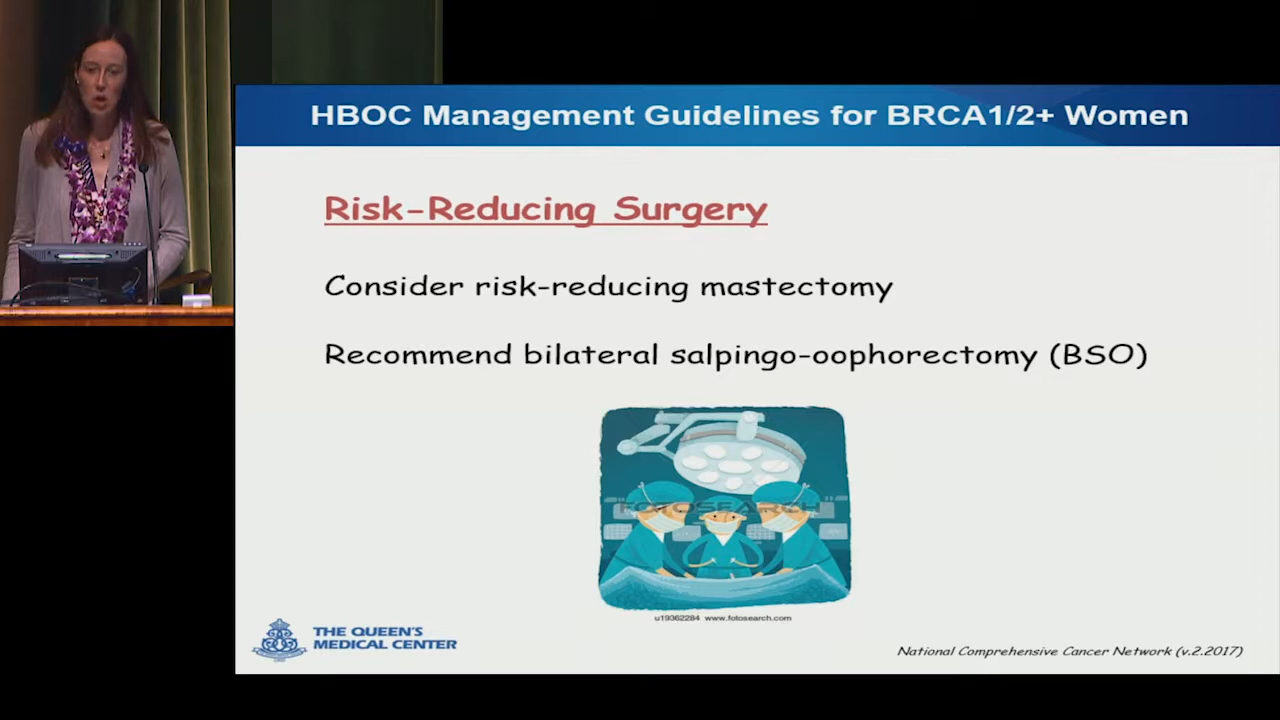 HBOC Management Guidelines for BRCA1/2+ Women
Risk-Reducing Surgery
Consider risk-reducing mastectomy
Recommend bilateral salpingo-oophorectomy (BSO)
FOTOSEARCH
u19362284 www.fotosearch.com
THE QUEEN'S
MEDICAL CENTER
National Comprehensive Cancer Network (v.2.2017)